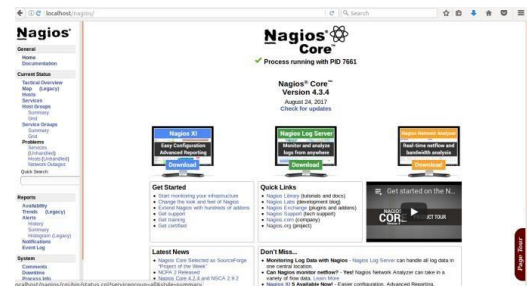 localhost/nagios/
Search
Nagios®
General
Home
Documentation
Current Status
Tactical Overview
Map (Legacy)
Hosts
Services
Host Groups
Summary
Grid
Service Groups
Summary
Grid
Problems
Services
(Unhandled)
Hosts (Unhandled)
Network Outages
Quick Search:
Reports
Availability
Trends (Legacy)
Alerts
History
Summary
Histogram (Legacy)
Notifications
Event Log
System
Comments
Downtime
Process Info
Nagios®
Core™
Process running with PID 7661
Nagios® Core™
Version 4.3.4
August 24, 2017
Check for updates
Nagios XI
Easy Configuration
Advanced Reporting
Download
Nagios Log Server
Monitor and analyze
logs from anywhere
Download
Nagios Network Analyzer
Real-time netflow and
bandwidth analysis
Download
Get Started
Start monitoring your infrastructure
Change the look and feel of Nagios
Extend Nagios with hundreds of addons
Get support
Get training
Get certified
Quick Links
Nagios Library (tutorials and docs)
Nagios Labs (development blog)
Nagios Exchange (plugins and addons)
Nagios Support (tech support)
Nagios.com (company)
Nagios.org (project)
Get started on the N...
NAGIOS
CORE
PRODUCT TOUR
Latest News
Nagios Core Selected as SourceForge
"Project of the Week"
NCPA 2 Released
Nagios Core 4.2.4 and NSCA 2.9.2
Don't Miss...
Monitoring Log Data with Nagios - Nagios Log Server can handle all log data in
one central location.
Can Nagios monitor netflow? - Yes! Nagios Network Analyzer can take in a
variety of flow data. Learn More
Nagios XI 5 Available Now! - Easier configuration, Advanced Reporting,
Page Tour